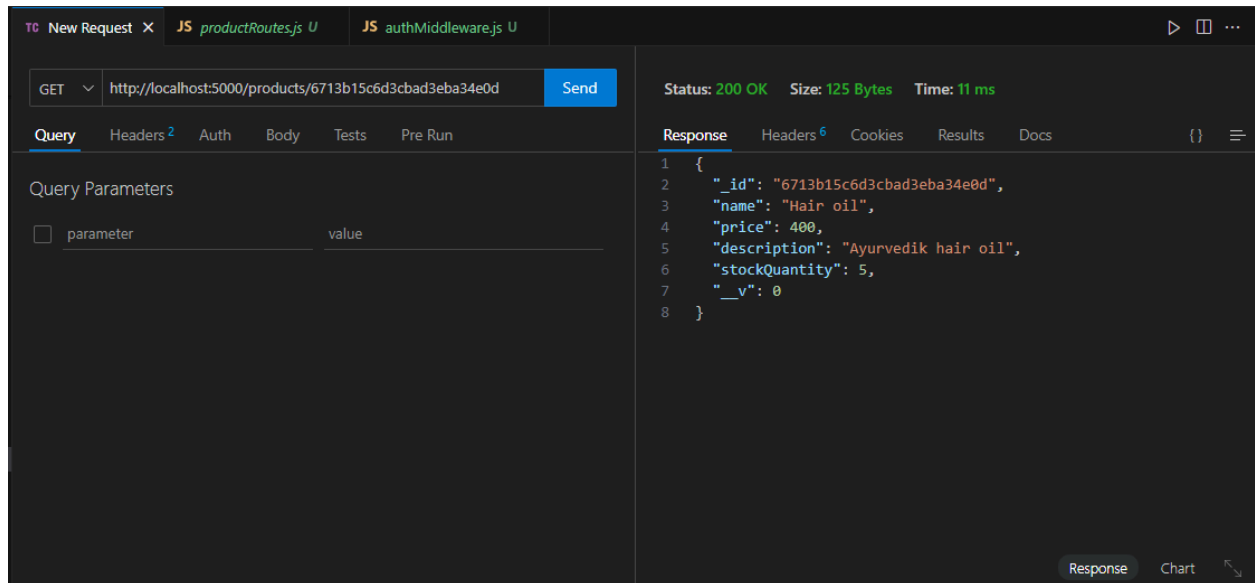 TC New Request × JS productRoutes.js U JS authMiddleware.js U ...
GET http://localhost:5000/products/6713b15c6d3cbad3eba34e0d Send
Query Headers 2 Auth Body Tests Pre Run
Query Parameters
parameter value
Status: 200 OK Size: 125 Bytes Time: 11 ms
Response Headers 6 Cookies Results Docs {}
1 {
2 "_id": "6713b15c6d3cbad3eba34e0d",
3 "name": "Hair oil",
4 "price": 400,
5 "description": "Ayurvedik hair oil",
6 "stockQuantity": 5,
7 "__v": 0
8 }
Response Chart